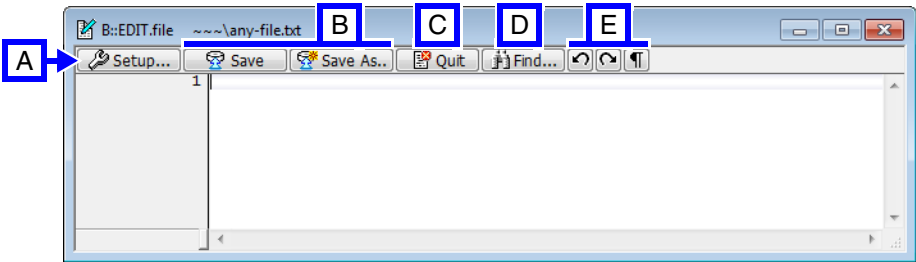 B C D E
B::EDIT.file ~~~\any-file.txt
A Setup... Save Save As.. Quit Find... ¶
1